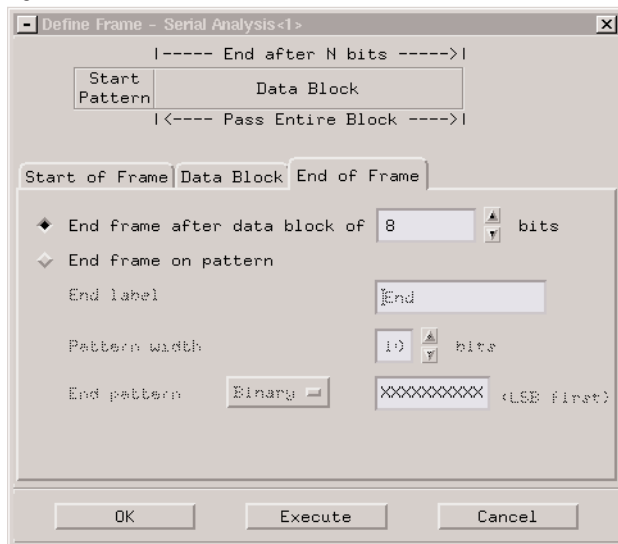 Define Frame - Serial Analysis<1>
|----- End after N bits ----->|
Start Pattern
Data Block
|<---- Pass Entire Block ---->|
Start of Frame Data Block End of Frame
End frame after data block of 8 bits
End frame on pattern
End label End
Pattern width 10 bits
End pattern Binary XXXXXXXXXX (LSB first)
OK Execute Cancel